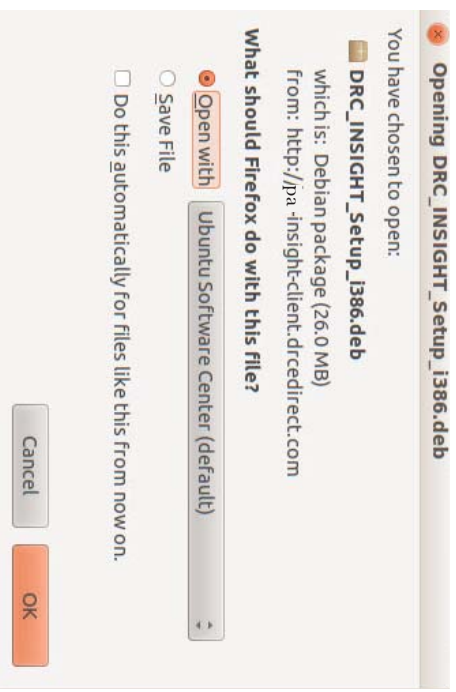 Opening DRC_INSIGHT_Setup_i386.deb
You have chosen to open:
DRC_INSIGHT_Setup_i386.deb
which is: Debian package (26.0 MB)
from: http://pa -insight-client.drcedirect.com
What should Firefox do with this file?
Open with Ubuntu Software Center (default)
Save File
Do this automatically for files like this from now on.
Cancel OK